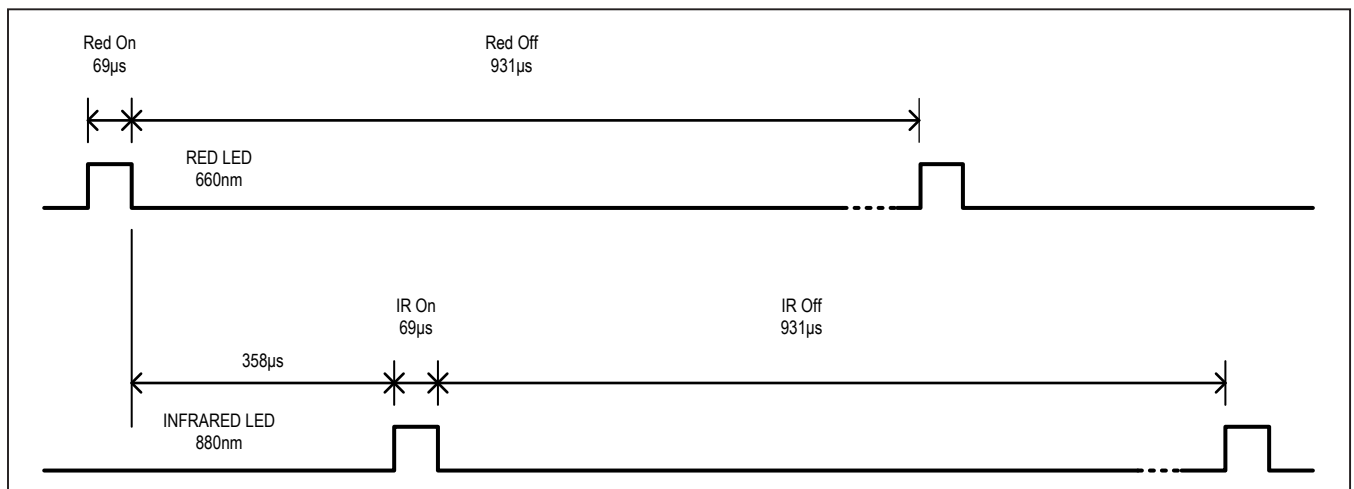 Red On
69µs
Red Off
931µs
RED LED
660nm
IR On
69µs
IR Off
931µs
358µs
INFRARED LED
880nm